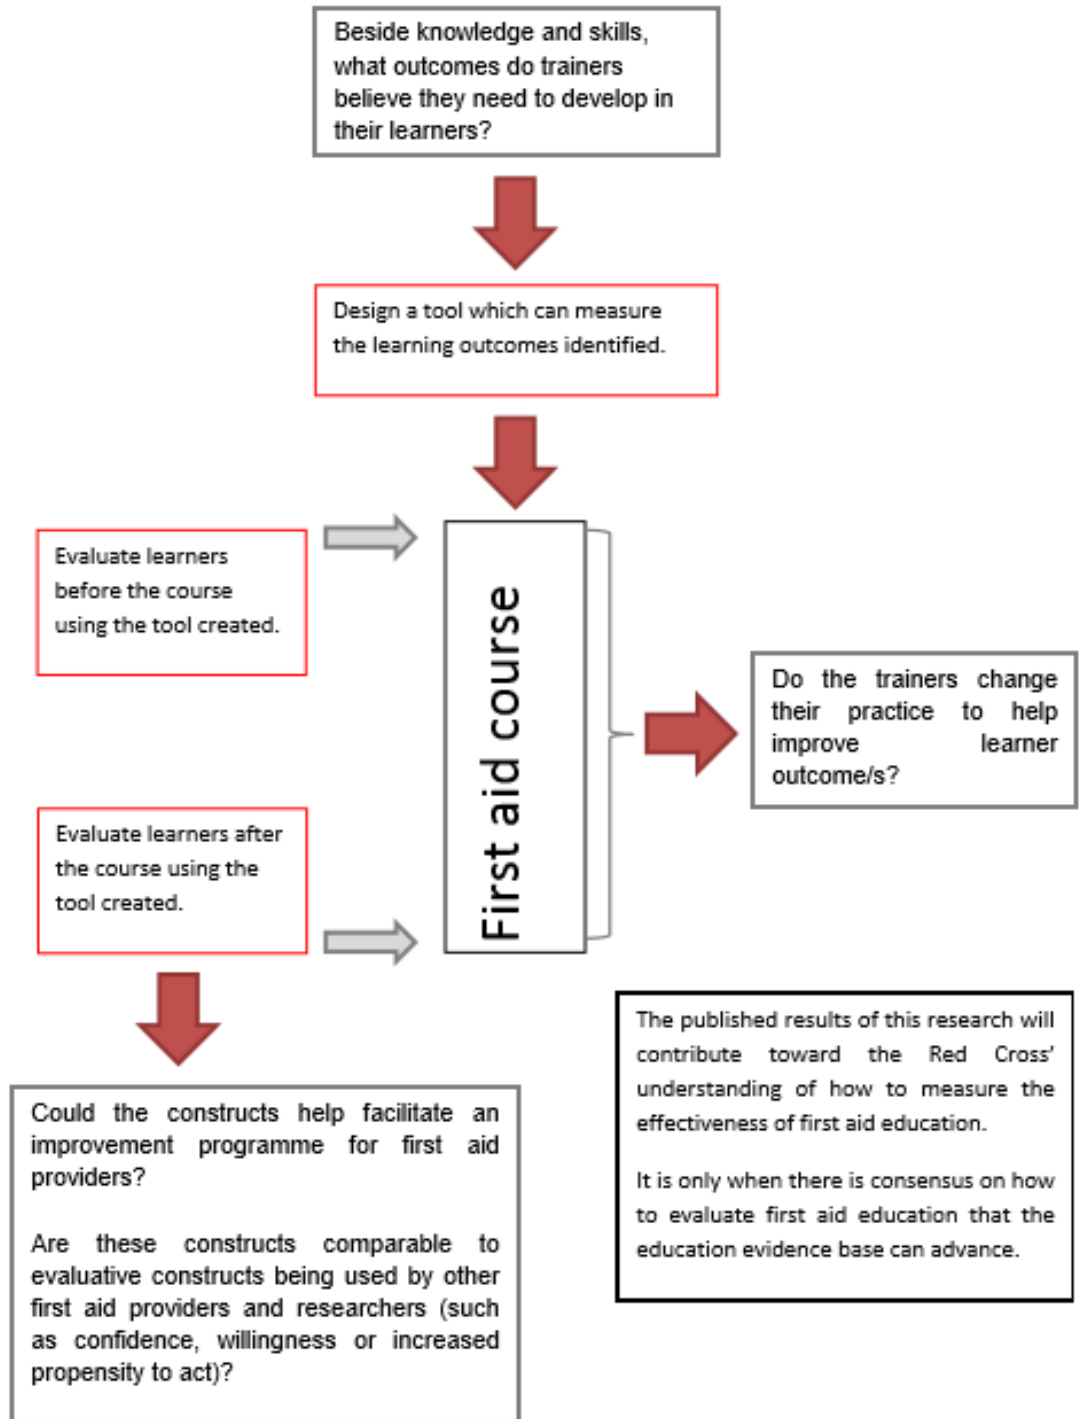 Beside knowledge and skills,
what outcomes do trainers
believe they need to develop in
their learners?
Design a tool which can measure
the learning outcomes identified.
Evaluate learners
before the course
using the tool created.
First aid course
Do the trainers change
their practice to help
improve learner
outcome/s?
Evaluate learners after
the course using the
tool created.
Could the constructs help facilitate an
improvement programme for first aid
providers?
Are these constructs comparable to
evaluative constructs being used by other
first aid providers and researchers (such
as confidence, willingness or increased
propensity to act)?
The published results of this research will
contribute toward the Red Cross’
understanding of how to measure the
effectiveness of first aid education.
It is only when there is consensus on how
to evaluate first aid education that the
education evidence base can advance.